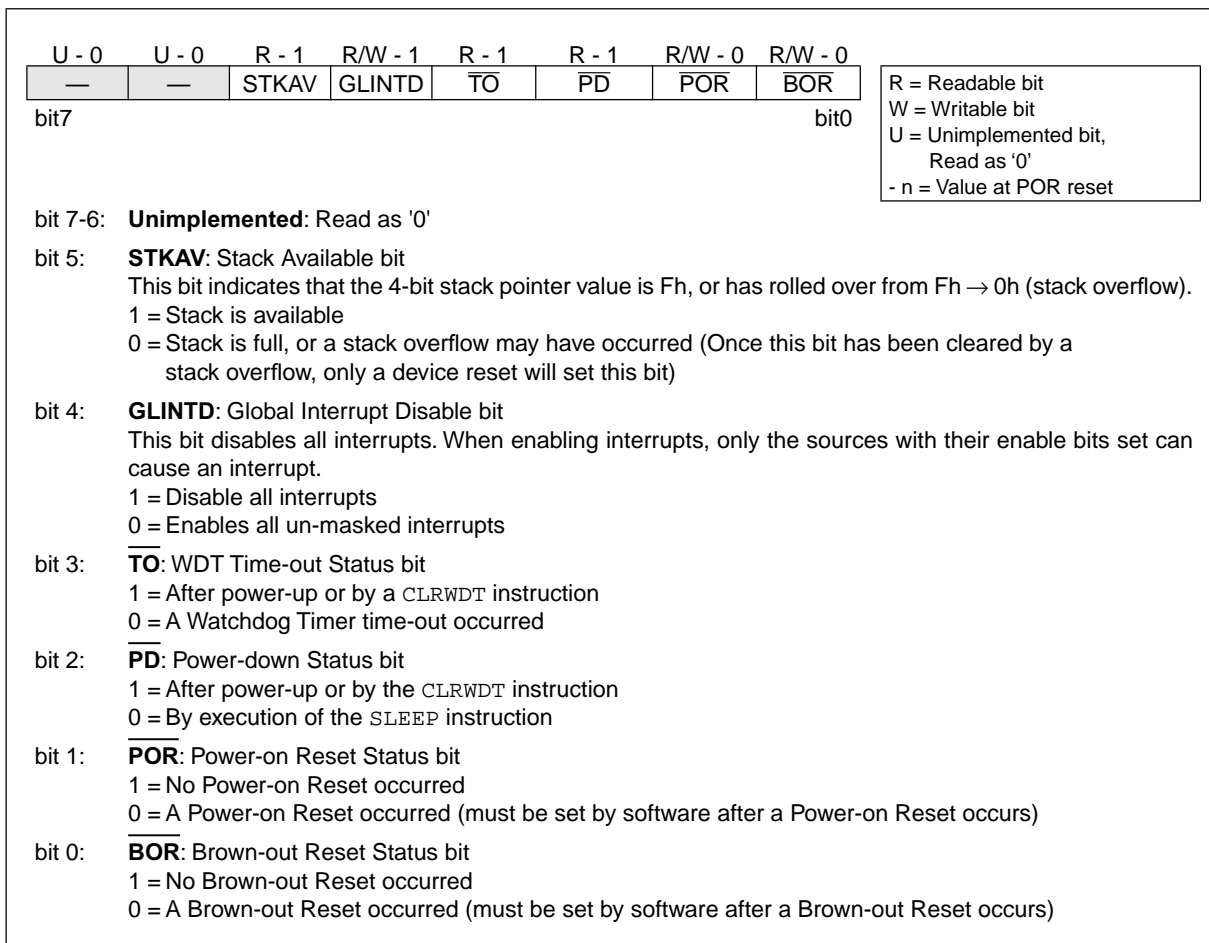 U - 0 U - 0 R - 1 R/W - 1 R - 1 R - 1 R/W - 0 R/W - 0
— — STKAV GLINTD T̅O̅ P̅D̅ P̅O̅R̅ B̅O̅R̅
bit7 bit0
R = Readable bit
W = Writable bit
U = Unimplemented bit,
Read as ‘0’
- n = Value at POR reset
bit 7-6: Unimplemented: Read as '0'
bit 5: STKAV: Stack Available bit
This bit indicates that the 4-bit stack pointer value is Fh, or has rolled over from Fh → 0h (stack overflow).
1 = Stack is available
0 = Stack is full, or a stack overflow may have occurred (Once this bit has been cleared by a
stack overflow, only a device reset will set this bit)
bit 4: GLINTD: Global Interrupt Disable bit
This bit disables all interrupts. When enabling interrupts, only the sources with their enable bits set can
cause an interrupt.
1 = Disable all interrupts
0 = Enables all un-masked interrupts
bit 3: T̅O̅: WDT Time-out Status bit
1 = After power-up or by a CLRWDT instruction
0 = A Watchdog Timer time-out occurred
bit 2: P̅D̅: Power-down Status bit
1 = After power-up or by the CLRWDT instruction
0 = By execution of the SLEEP instruction
bit 1: P̅O̅R̅: Power-on Reset Status bit
1 = No Power-on Reset occurred
0 = A Power-on Reset occurred (must be set by software after a Power-on Reset occurs)
bit 0: B̅O̅R̅: Brown-out Reset Status bit
1 = No Brown-out Reset occurred
0 = A Brown-out Reset occurred (must be set by software after a Brown-out Reset occurs)